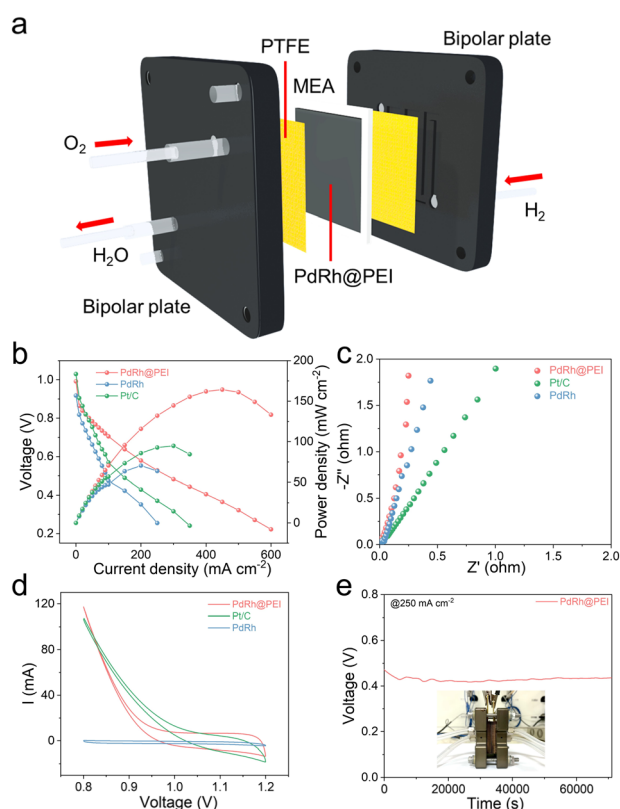 a
PTFE
MEA
Bipolar plate
O2
H2O
H2
PdRh@PEI
Bipolar plate
b
PdRh@PEI
PdRh
Pt/C
1.0
0.8
0.6
0.4
0.2
Voltage (V)
200
150
100
50
0
Power density (mW cm-2)
0 200 400 600
Current density (mA cm-2)
c
PdRh@PEI
Pt/C
PdRh
2.0
1.5
1.0
0.5
0.0
-Z'' (ohm)
0.0 0.5 1.0 1.5 2.0
Z' (ohm)
d
PdRh@PEI
Pt/C
PdRh
120
80
40
0
I (mA)
0.8 0.9 1.0 1.1 1.2
Voltage (V)
e
@250 mA cm-2
PdRh@PEI
0.8
0.6
0.4
0.2
0.0
Voltage (V)
0 20000 40000 60000
Time (s)